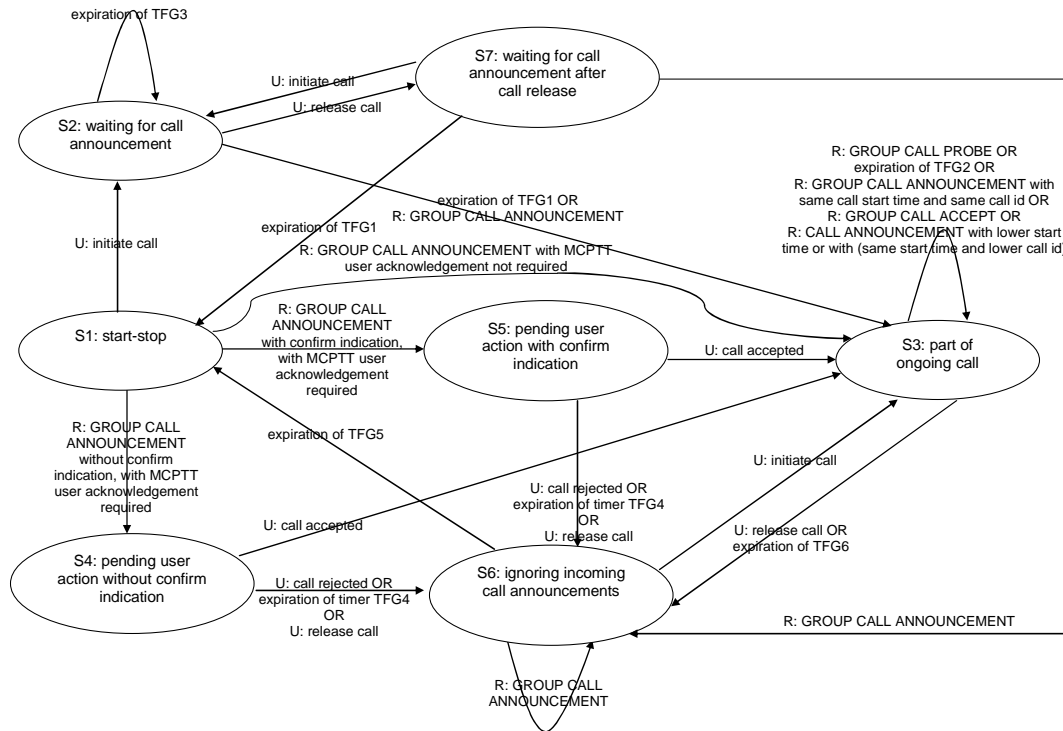 expiration of TFG3
S7: waiting for call
announcement after
call release
U: initiate call
U: release call
S2: waiting for call
announcement
R: GROUP CALL PROBE OR
expiration of TFG2 OR
R: GROUP CALL ANNOUNCEMENT with
same call start time and same call id OR
R: GROUP CALL ACCEPT OR
R: CALL ANNOUNCEMENT with lower start
time or with (same start time and lower call id)
expiration of TFG1 OR
R: GROUP CALL ANNOUNCEMENT
expiration of TFG1
U: initiate call
R: GROUP CALL ANNOUNCEMENT with MCPTT
user acknowledgement not required
S1: start-stop
R: GROUP CALL
ANNOUNCEMENT
with confirm indication,
with MCPTT user
acknowledgement
required
S5: pending user
action with confirm
indication
U: call accepted
S3: part of
ongoing call
R: GROUP CALL
ANNOUNCEMENT
without confirm
indication, with MCPTT
user acknowledgement
required
expiration of TFG5
U: initiate call
U: call rejected OR
expiration of timer TFG4
OR
U: release call
U: call accepted
U: release call OR
expiration of TFG6
S4: pending user
action without confirm
indication
U: call rejected OR
expiration of timer TFG4
OR
U: release call
S6: ignoring incoming
call announcements
R: GROUP CALL ANNOUNCEMENT
R: GROUP CALL
ANNOUNCEMENT